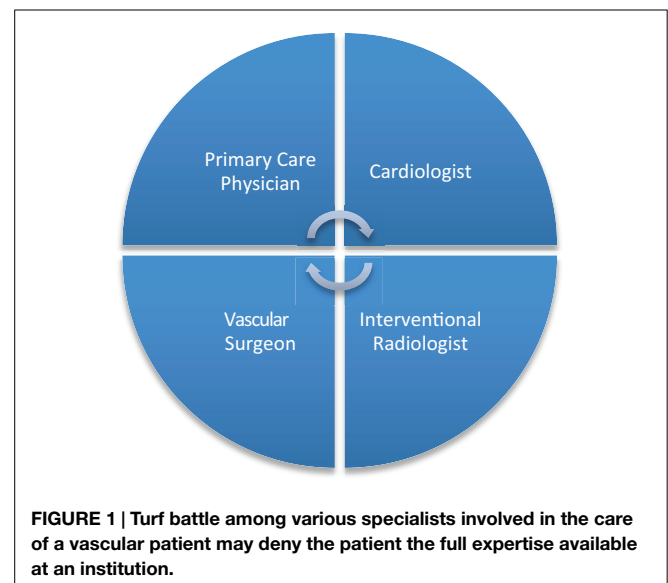 Primary Care
Physician
Cardiologist
Vascular
Surgeon
Interventional
Radiologist
FIGURE 1 | Turf battle among various specialists involved in the care
of a vascular patient may deny the patient the full expertise available
at an institution.